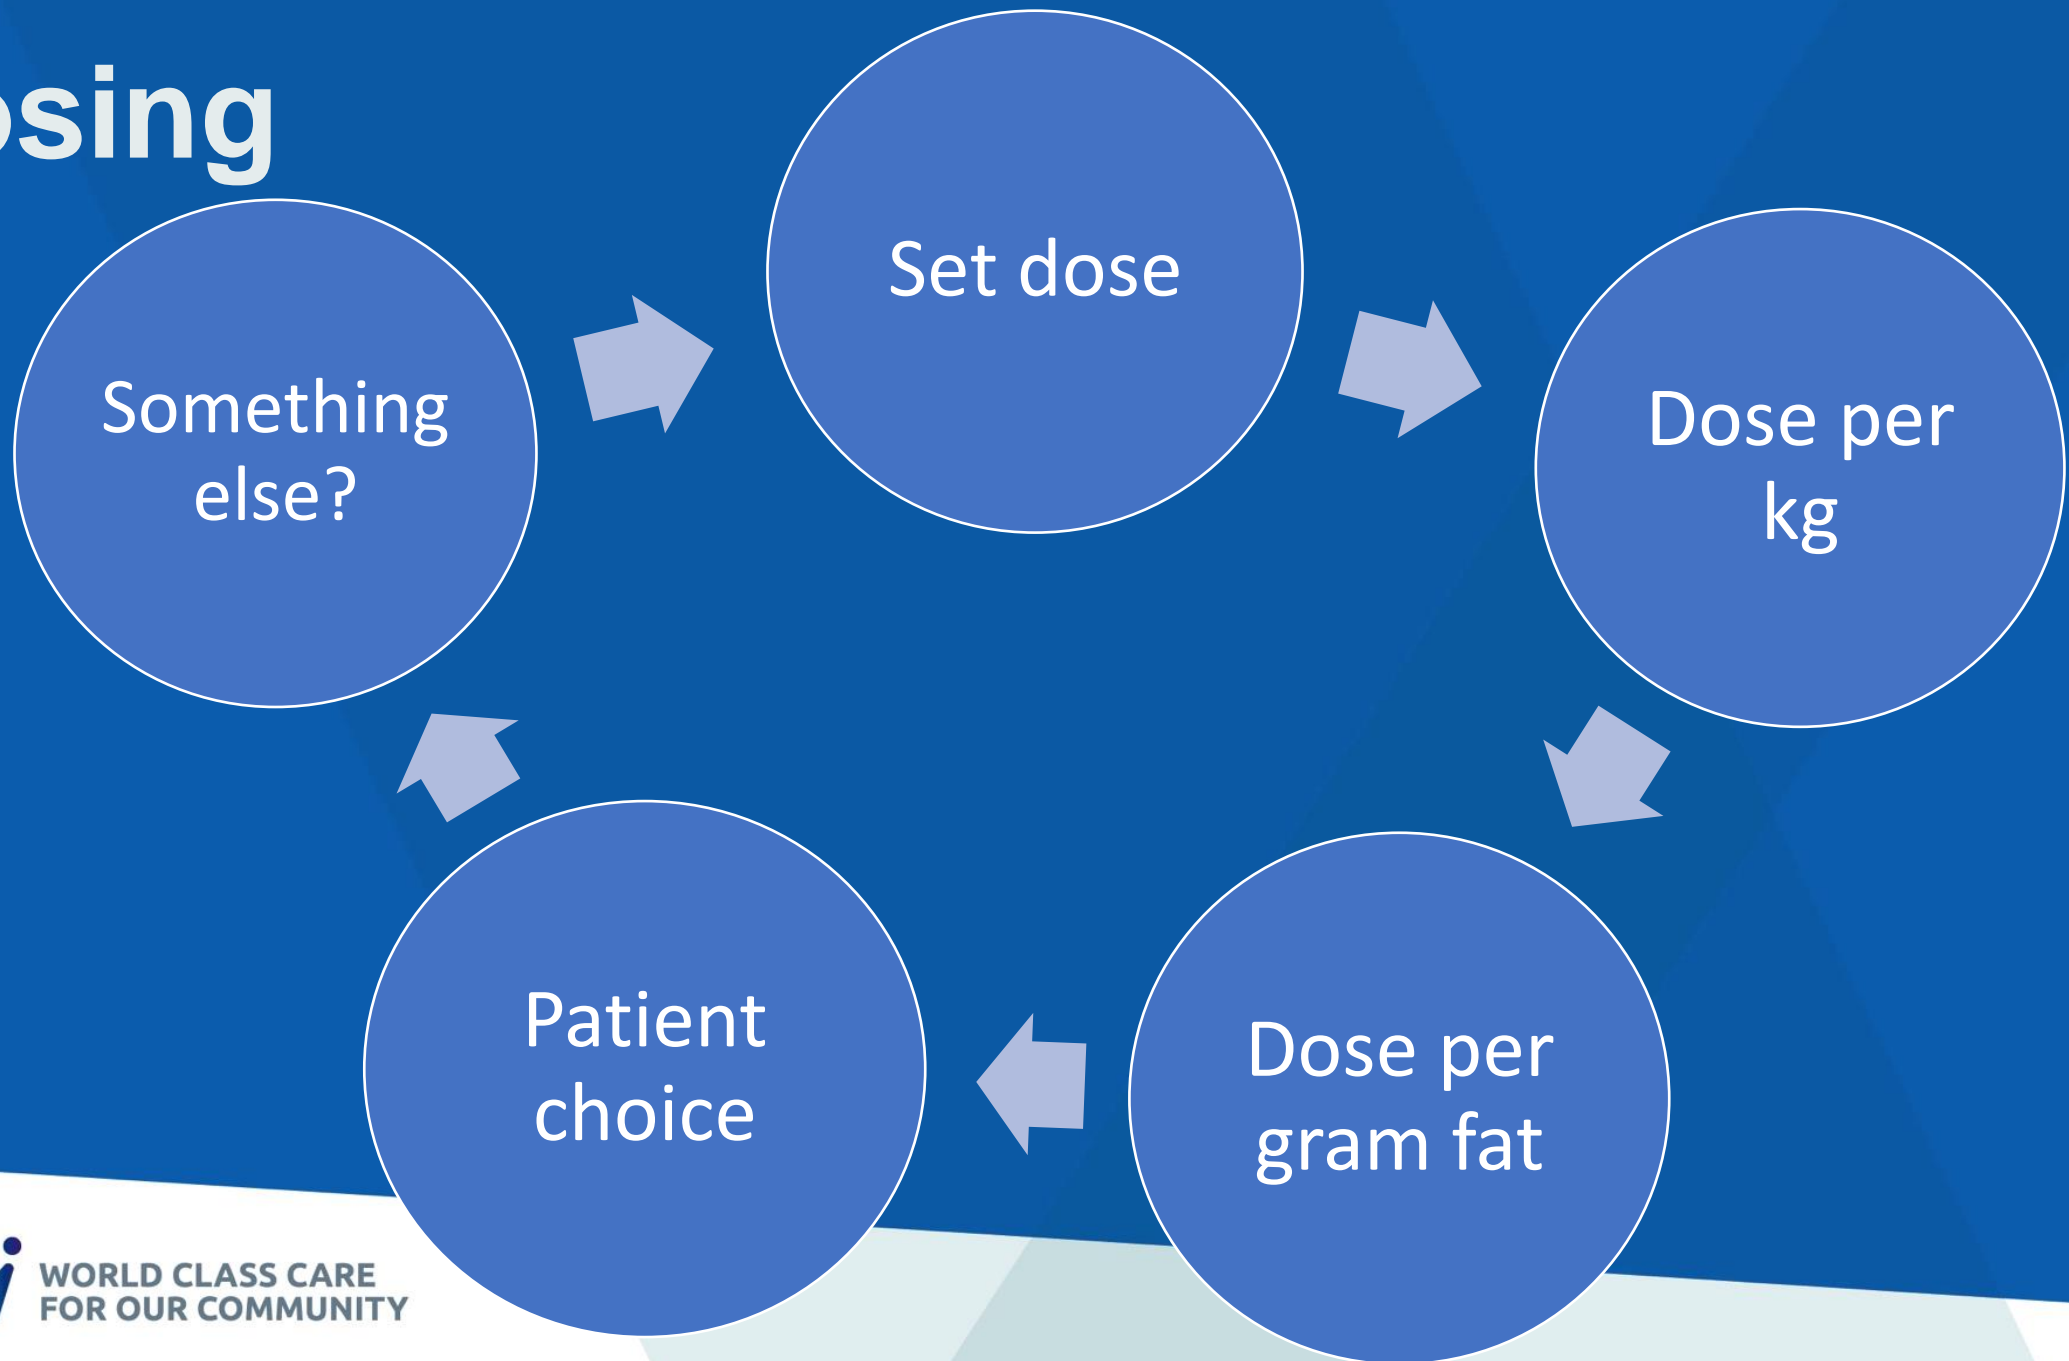 osing
Set dose
Dose per
kg
Dose per
gram fat
Patient
choice
Something
else?
WORLD CLASS CARE
FOR OUR COMMUNITY